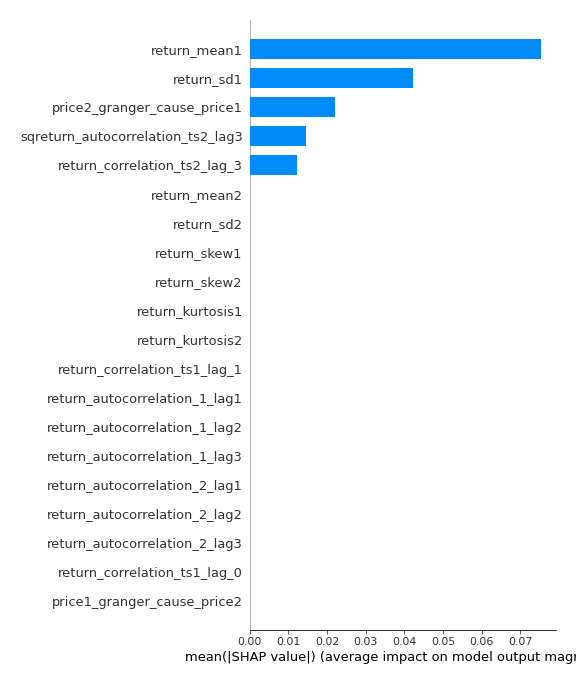 return_mean1
return_sd1
price2_granger_cause_price1
sqreturn_autocorrelation_ts2_lag3
return_correlation_ts2_lag_3
return_mean2
return_sd2
return_skew1
return_skew2
return_kurtosis1
return_kurtosis2
return_correlation_ts1_lag_1
return_autocorrelation_1_lag1
return_autocorrelation_1_lag2
return_autocorrelation_1_lag3
return_autocorrelation_2_lag1
return_autocorrelation_2_lag2
return_autocorrelation_2_lag3
return_correlation_ts1_lag_0
price1_granger_cause_price2
0.00 0.01 0.02 0.03 0.04 0.05 0.06 0.07
mean(|SHAP value|) (average impact on model output magn